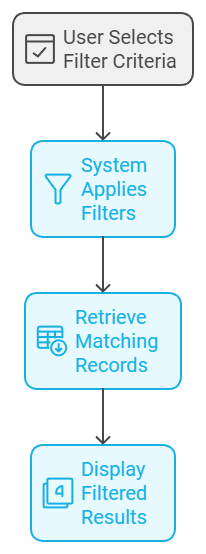 User Selects
Filter Criteria
System
Applies
Filters
Retrieve
Matching
Records
Display
Filtered
Results